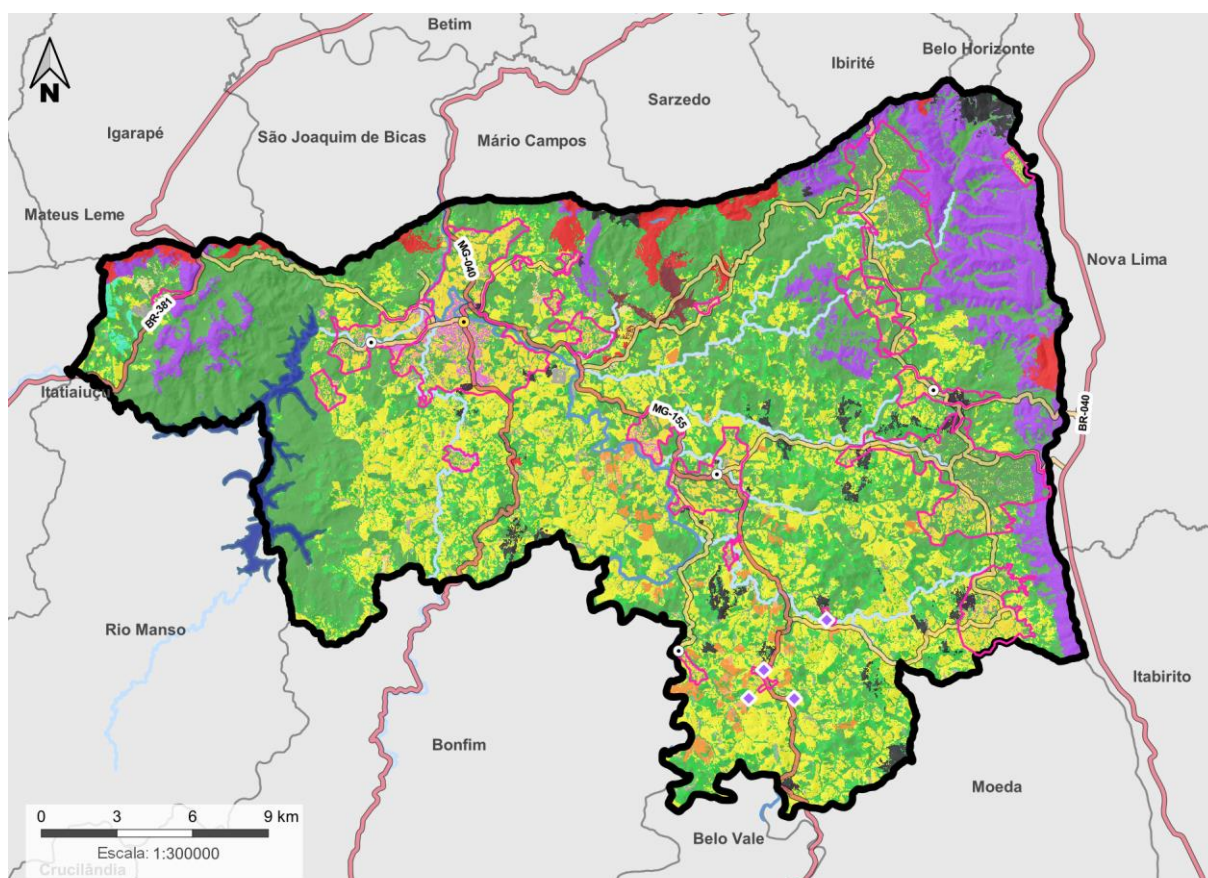 Betim
Belo Horizonte
Ibirité
N
Sarzedo
Igarapé
São Joaquim de Bicas
Mário Campos
Mateus Leme
MG-040
Nova Lima
BR-381
Itatiaiuçu
BR-040
MG-155
Rio Manso
Itabirito
Bonfim
Moeda
0 3 6 9 km
Belo Vale
Escala: 1:300000
Crucilândia